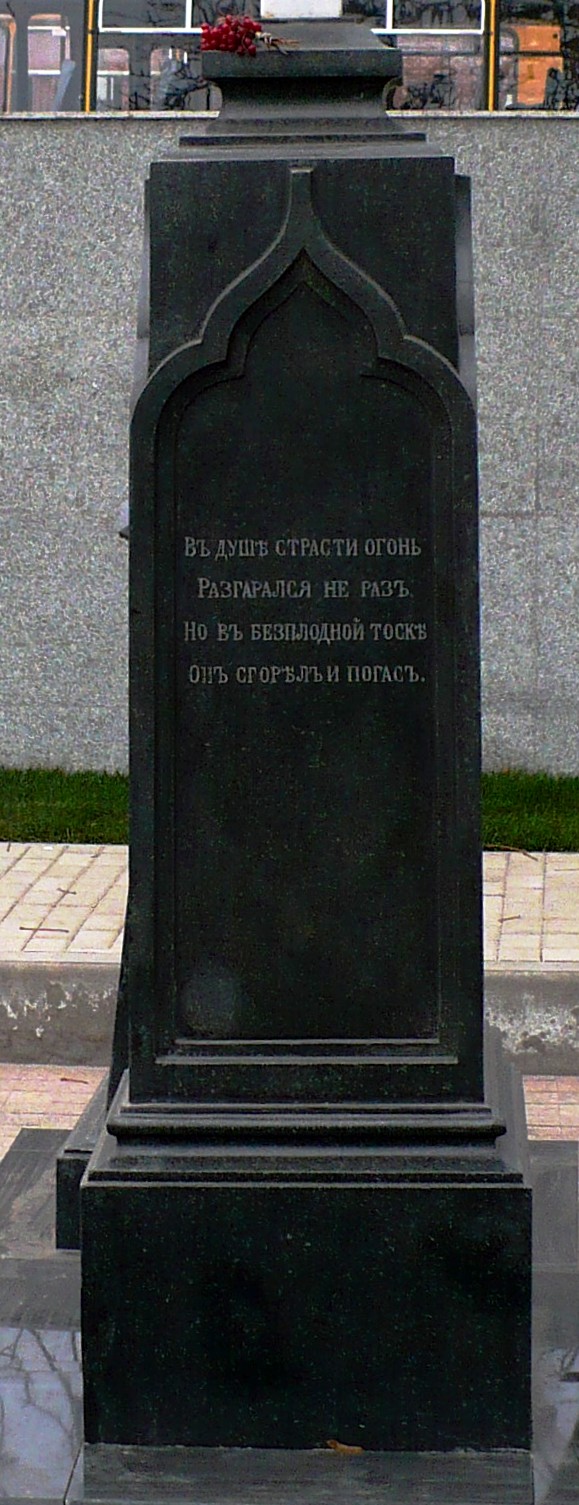 Въ душѣ страсти огонь
Разгарался не разъ.
Но въ безплодной тоскѣ
Онъ сгорѣлъ и погасъ.